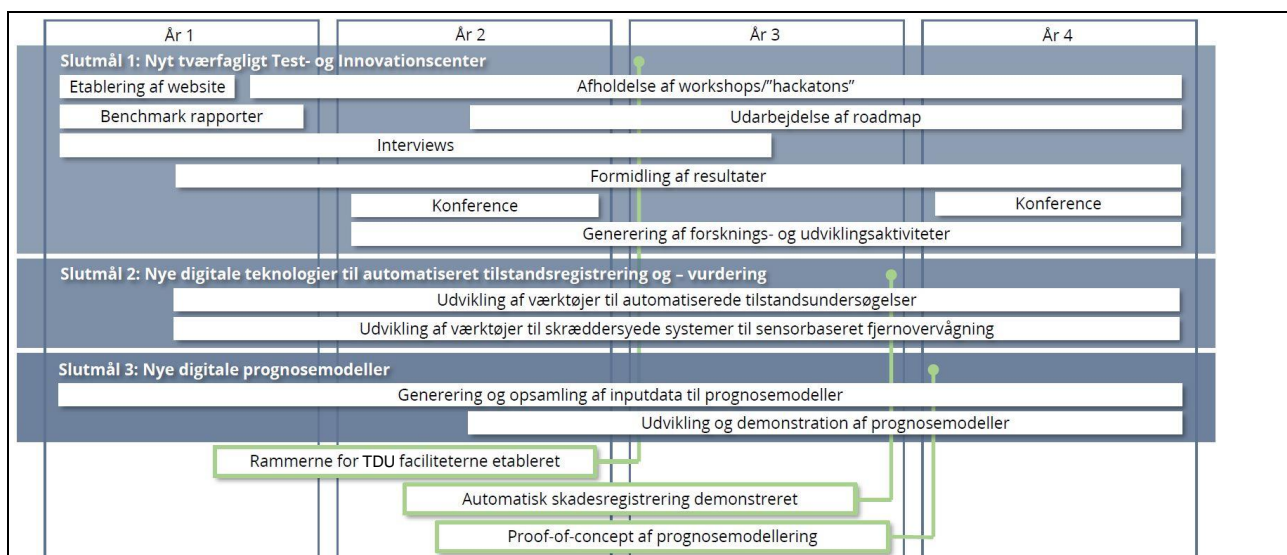 År 1
År 2
År 3
År 4
Slutmål 1: Nyt tværfagligt Test- og Innovationscenter
Etablering af website
Afholdelse af workshops/"hackatons"
Benchmark rapporter
Udarbejdelse af roadmap
Interviews
Formidling af resultater
Konference
Konference
Generering af forsknings- og udviklingsaktiviteter
Slutmål 2: Nye digitale teknologier til automatiseret tilstandsregistrering og – vurdering
Udvikling af værktøjer til automatiserede tilstandsundersøgelser
Udvikling af værktøjer til skræddersyede systemer til sensorbaseret fjernovervågning
Slutmål 3: Nye digitale prognosemodeller
Generering og opsamling af inputdata til prognosemodeller
Udvikling og demonstration af prognosemodeller
Rammerne for TDU faciliteterne etableret
Automatisk skadesregistrering demonstreret
Proof-of-concept af prognosemodellering